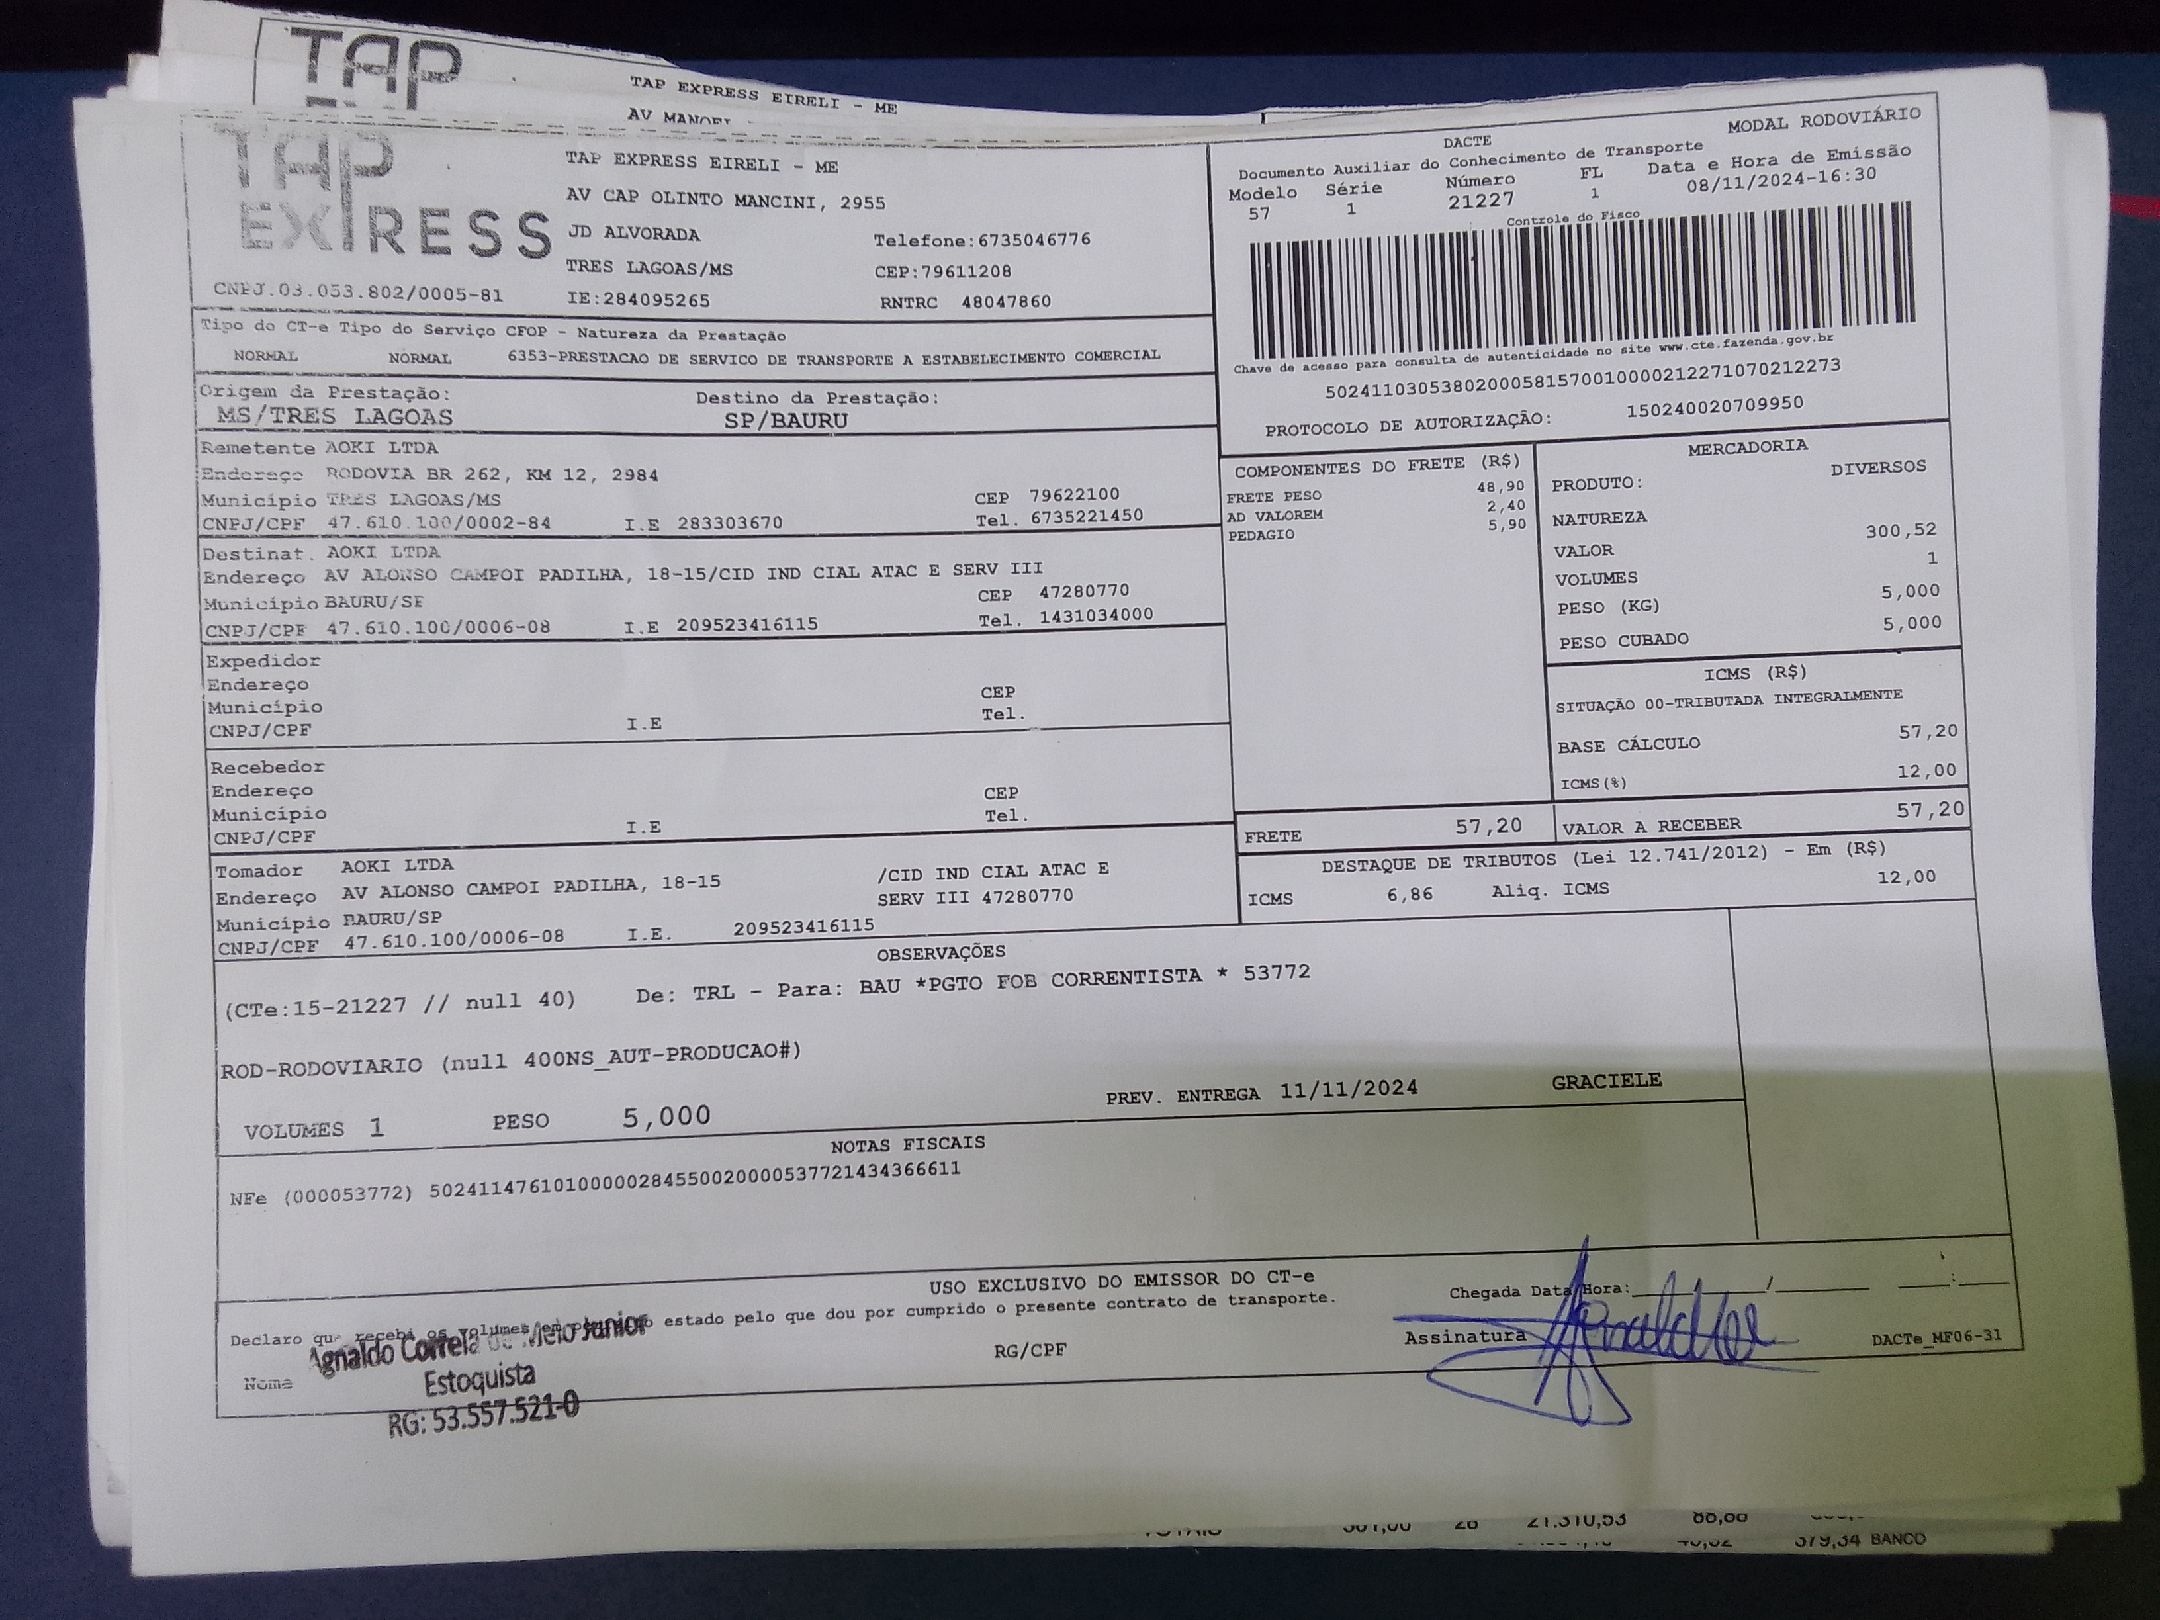 TAP
TAP EXPRESS EIRELI - ME
AV MANOEL
TAP EXPRESS
TAP EXPRESS EIRELI - ME
AV CAP OLINTO MANCINI, 2955
JD ALVORADA Telefone:6735046776
TRES LAGOAS/MS CEP:79611208
CNPJ.03.053.802/0005-81 IE:284095265 RNTRC 48047860
DACTE MODAL RODOVIÁRIO
Documento Auxiliar do Conhecimento de Transporte
Modelo Série Número FL Data e Hora de Emissão
57 1 21227 1 08/11/2024-16:30
Controle do Fisco
Chave de acesso para consulta de autenticidade no site www.cte.fazenda.gov.br
50241103053802000581570010000212271070212273
PROTOCOLO DE AUTORIZAÇÃO: 150240020709950
Tipo do CT-e Tipo do Serviço CFOP - Natureza da Prestação
NORMAL NORMAL 6353-PRESTACAO DE SERVICO DE TRANSPORTE A ESTABELECIMENTO COMERCIAL
Origem da Prestação: Destino da Prestação:
MS/TRES LAGOAS SP/BAURU
Remetente AOKI LTDA
Endereço RODOVIA BR 262, KM 12, 2984
Município TRES LAGOAS/MS CEP 79622100
CNPJ/CPF 47.610.100/0002-84 I.E 283303670 Tel. 6735221450
Destinat. AOKI LTDA
Endereço AV ALONSO CAMPOI PADILHA, 18-15/CID IND CIAL ATAC E SERV III
Município BAURU/SP CEP 47280770
CNPJ/CPF 47.610.100/0006-08 I.E 209523416115 Tel. 1431034000
Expedidor
Endereço CEP
Município Tel.
CNPJ/CPF I.E
Recebedor
Endereço CEP
Município Tel.
CNPJ/CPF I.E
Tomador AOKI LTDA /CID IND CIAL ATAC E
Endereço AV ALONSO CAMPOI PADILHA, 18-15 SERV III 47280770
Município BAURU/SP
CNPJ/CPF 47.610.100/0006-08 I.E. 209523416115
COMPONENTES DO FRETE (R$)
FRETE PESO 48,90
AD VALOREM 2,40
PEDAGIO 5,90
MERCADORIA
PRODUTO: DIVERSOS
NATUREZA
VALOR 300,52
VOLUMES 1
PESO (KG) 5,000
PESO CUBADO 5,000
ICMS (R$)
SITUAÇÃO 00-TRIBUTADA INTEGRALMENTE
BASE CÁLCULO 57,20
ICMS(%) 12,00
FRETE 57,20 VALOR A RECEBER 57,20
DESTAQUE DE TRIBUTOS (Lei 12.741/2012) - Em (R$)
ICMS 6,86 Aliq. ICMS 12,00
OBSERVAÇÕES
(CTe:15-21227 // null 40) De: TRL - Para: BAU *PGTO FOB CORRENTISTA * 53772
ROD-RODOVIARIO (null 400NS_AUT-PRODUCAO#)
VOLUMES 1 PESO 5,000 PREV. ENTREGA 11/11/2024 GRACIELE
NOTAS FISCAIS
NFe (000053772) 50241147610100000284550020000537721434366611
USO EXCLUSIVO DO EMISSOR DO CT-e
Declaro que recebi os volumes em estado pelo que dou por cumprido o presente contrato de transporte.
Chegada Data/Hora: / :
Nome RG/CPF Assinatura DACTe_MF06-31
Agnaldo Correia de Melo Junior
Estoquista
RG: 53.557.521-0
21.310,53
379,34 BANCO